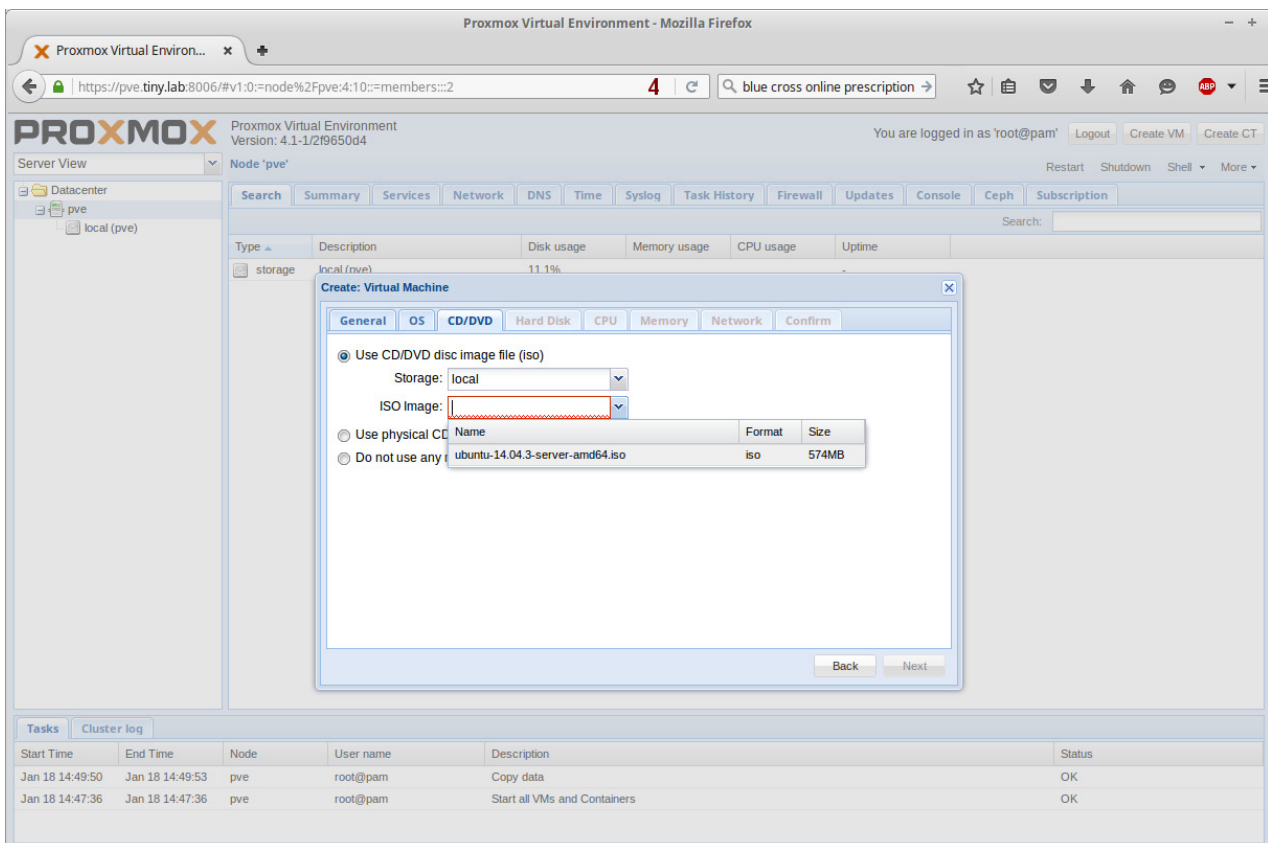 Proxmox Virtual Environment - Mozilla Firefox
Proxmox Virtual Environ...
https://pve.tiny.lab:8006/#v1:0:=node%2Fpve:4:10::=members:::2 4 blue cross online prescription ABP
PROXMOX Proxmox Virtual Environment
Version: 4.1-1/2f9650d4
You are logged in as 'root@pam' Logout Create VM Create CT
Server View Node 'pve' Restart Shutdown Shell More
Datacenter
pve
local (pve)
Search Summary Services Network DNS Time Syslog Task History Firewall Updates Console Ceph Subscription
Search:
Type Description Disk usage Memory usage CPU usage Uptime
storage local (pve) 11.1% -
Create: Virtual Machine
General OS CD/DVD Hard Disk CPU Memory Network Confirm
Use CD/DVD disc image file (iso)
Storage: local
ISO Image:
Use physical CD
Do not use any
Name Format Size
ubuntu-14.04.3-server-amd64.iso iso 574MB
Back Next
Tasks Cluster log
Start Time End Time Node User name Description Status
Jan 18 14:49:50 Jan 18 14:49:53 pve root@pam Copy data OK
Jan 18 14:47:36 Jan 18 14:47:36 pve root@pam Start all VMs and Containers OK